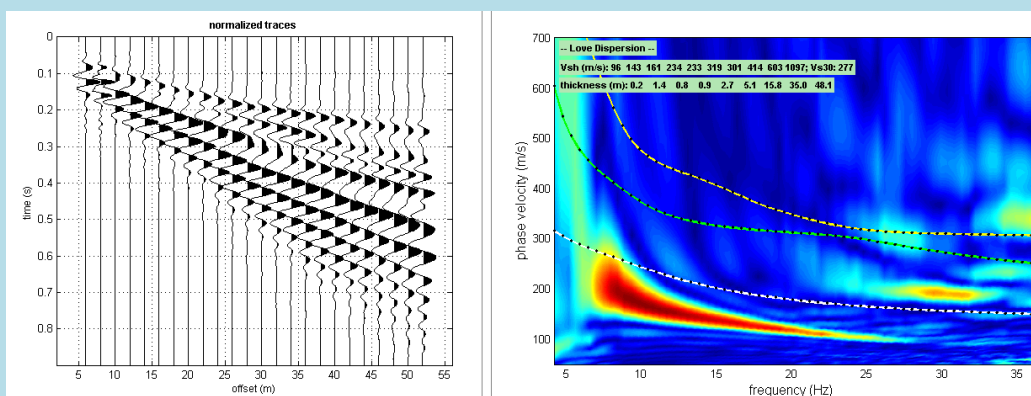 normalized traces
0
0.1
0.2
0.3
0.4
0.5
0.6
0.7
0.8
time (s)
5 10 15 20 25 30 35 40 45 50 55
offset (m)
700
600
500
400
300
200
100
phase velocity (m/s)
-- Love Dispersion --
Vsh (m/s): 96 143 161 234 233 319 301 414 603 1097; Vs30: 277
thickness (m): 0.2 1.4 0.8 0.9 2.7 5.1 15.8 35.0 48.1
5 10 15 20 25 30 35
frequency (Hz)